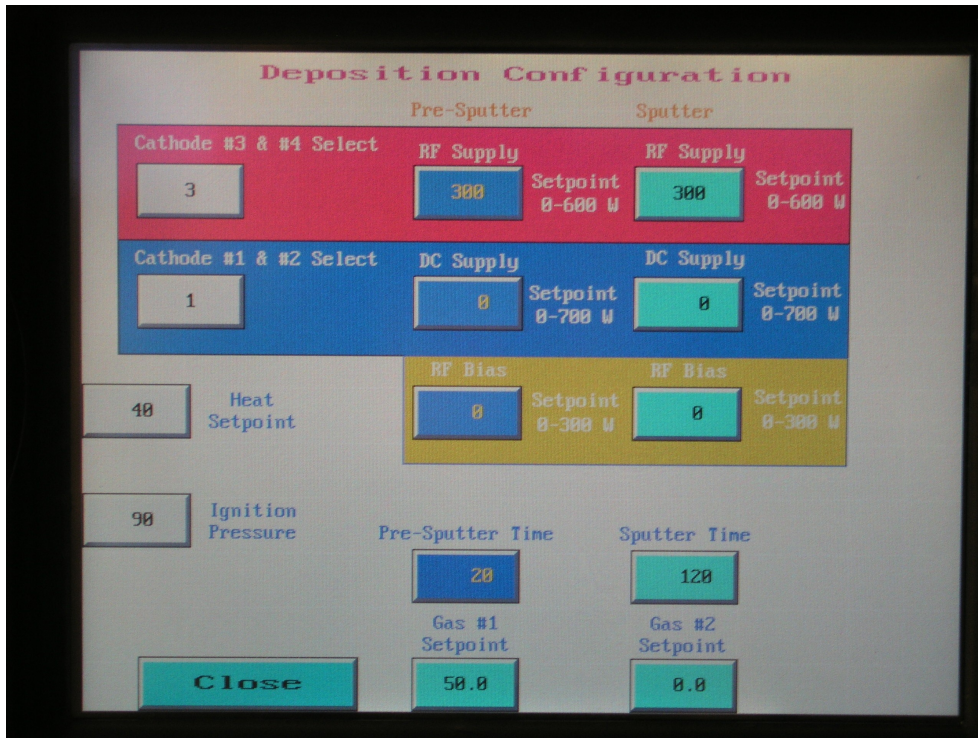 Deposition Configuration
Pre-Sputter
Sputter
Cathode #3 & #4 Select
3
RF Supply
300
Setpoint
0-600 W
RF Supply
300
Setpoint
0-600 W
Cathode #1 & #2 Select
1
DC Supply
0
Setpoint
0-700 W
DC Supply
0
Setpoint
0-700 W
RF Bias
0
Setpoint
0-300 W
RF Bias
0
Setpoint
0-300 W
40
Heat
Setpoint
90
Ignition
Pressure
Pre-Sputter Time
20
Sputter Time
120
Gas #1
Setpoint
50.0
Gas #2
Setpoint
0.0
Close